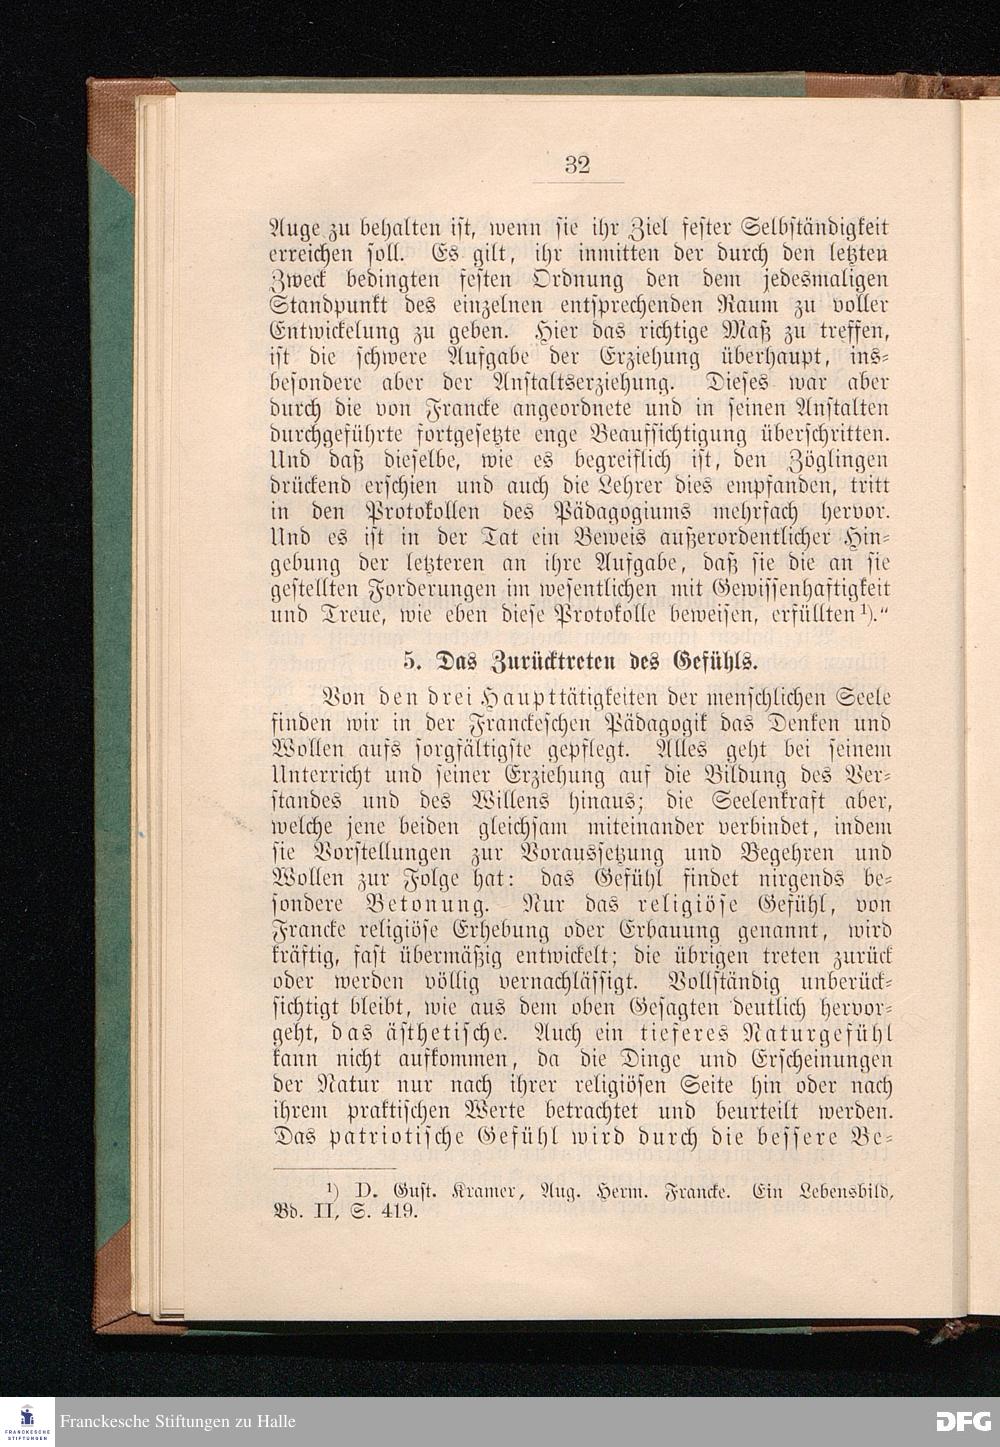 32
Auge zu behalten ist, wenn sie ihr Ziel fester Selbständigkeit
erreichen soll. Es gilt, ihr inmitten der durch den letzten
Zweck bedingten festen Ordnung den dem jedesmaligen
Standpunkt des einzelnen entsprechenden Raum zu voller
Entwickelung zu geben. Hier das richtige Maß zu treffen,
ist die schwere Aufgabe der Erziehung überhaupt, ins-
besondere aber der Anstaltserziehung. Dieses war aber
durch die von Francke angeordnete und in seinen Anstalten
durchgeführte fortgesetzte enge Beaufsichtigung überschritten.
Und daß dieselbe, wie es begreiflich ist, den Zöglingen
drückend erschien und auch die Lehrer dies empfanden, tritt
in den Protokollen des Pädagogiums mehrfach hervor.
Und es ist in der Tat ein Beweis außerordentlicher Hin-
gebung der letzteren an ihre Aufgabe, daß sie die an sie
gestellten Forderungen im wesentlichen mit Gewissenhaftigkeit
und Treue, wie eben diese Protokolle beweisen, erfüllten¹).“
5. Das Zurücktreten des Gefühls.
Von den drei Haupttätigkeiten der menschlichen Seele
finden wir in der Franckeschen Pädagogik das Denken und
Wollen aufs sorgfältigste gepflegt. Alles geht bei seinem
Unterricht und seiner Erziehung auf die Bildung des Ver-
standes und des Willens hinaus; die Seelenkraft aber,
welche jene beiden gleichsam miteinander verbindet, indem
sie Vorstellungen zur Voraussetzung und Begehren und
Wollen zur Folge hat: das Gefühl findet nirgends be-
sondere Betonung. Nur das religiöse Gefühl, von
Francke religiöse Erhebung oder Erbauung genannt, wird
kräftig, fast übermäßig entwickelt; die übrigen treten zurück
oder werden völlig vernachlässigt. Vollständig unberück-
sichtigt bleibt, wie aus dem oben Gesagten deutlich hervor-
geht, das ästhetische. Auch ein tieferes Naturgefühl
kann nicht aufkommen, da die Dinge und Erscheinungen
der Natur nur nach ihrer religiösen Seite hin oder nach
ihrem praktischen Werte betrachtet und beurteilt werden.
Das patriotische Gefühl wird durch die bessere Be-
¹) D. Gust. Kramer, Aug. Herm. Francke. Ein Lebensbild,
Bd. II, S. 419.
FRANCKESCHE
STIFTUNGEN
Franckesche Stiftungen zu Halle
DFG